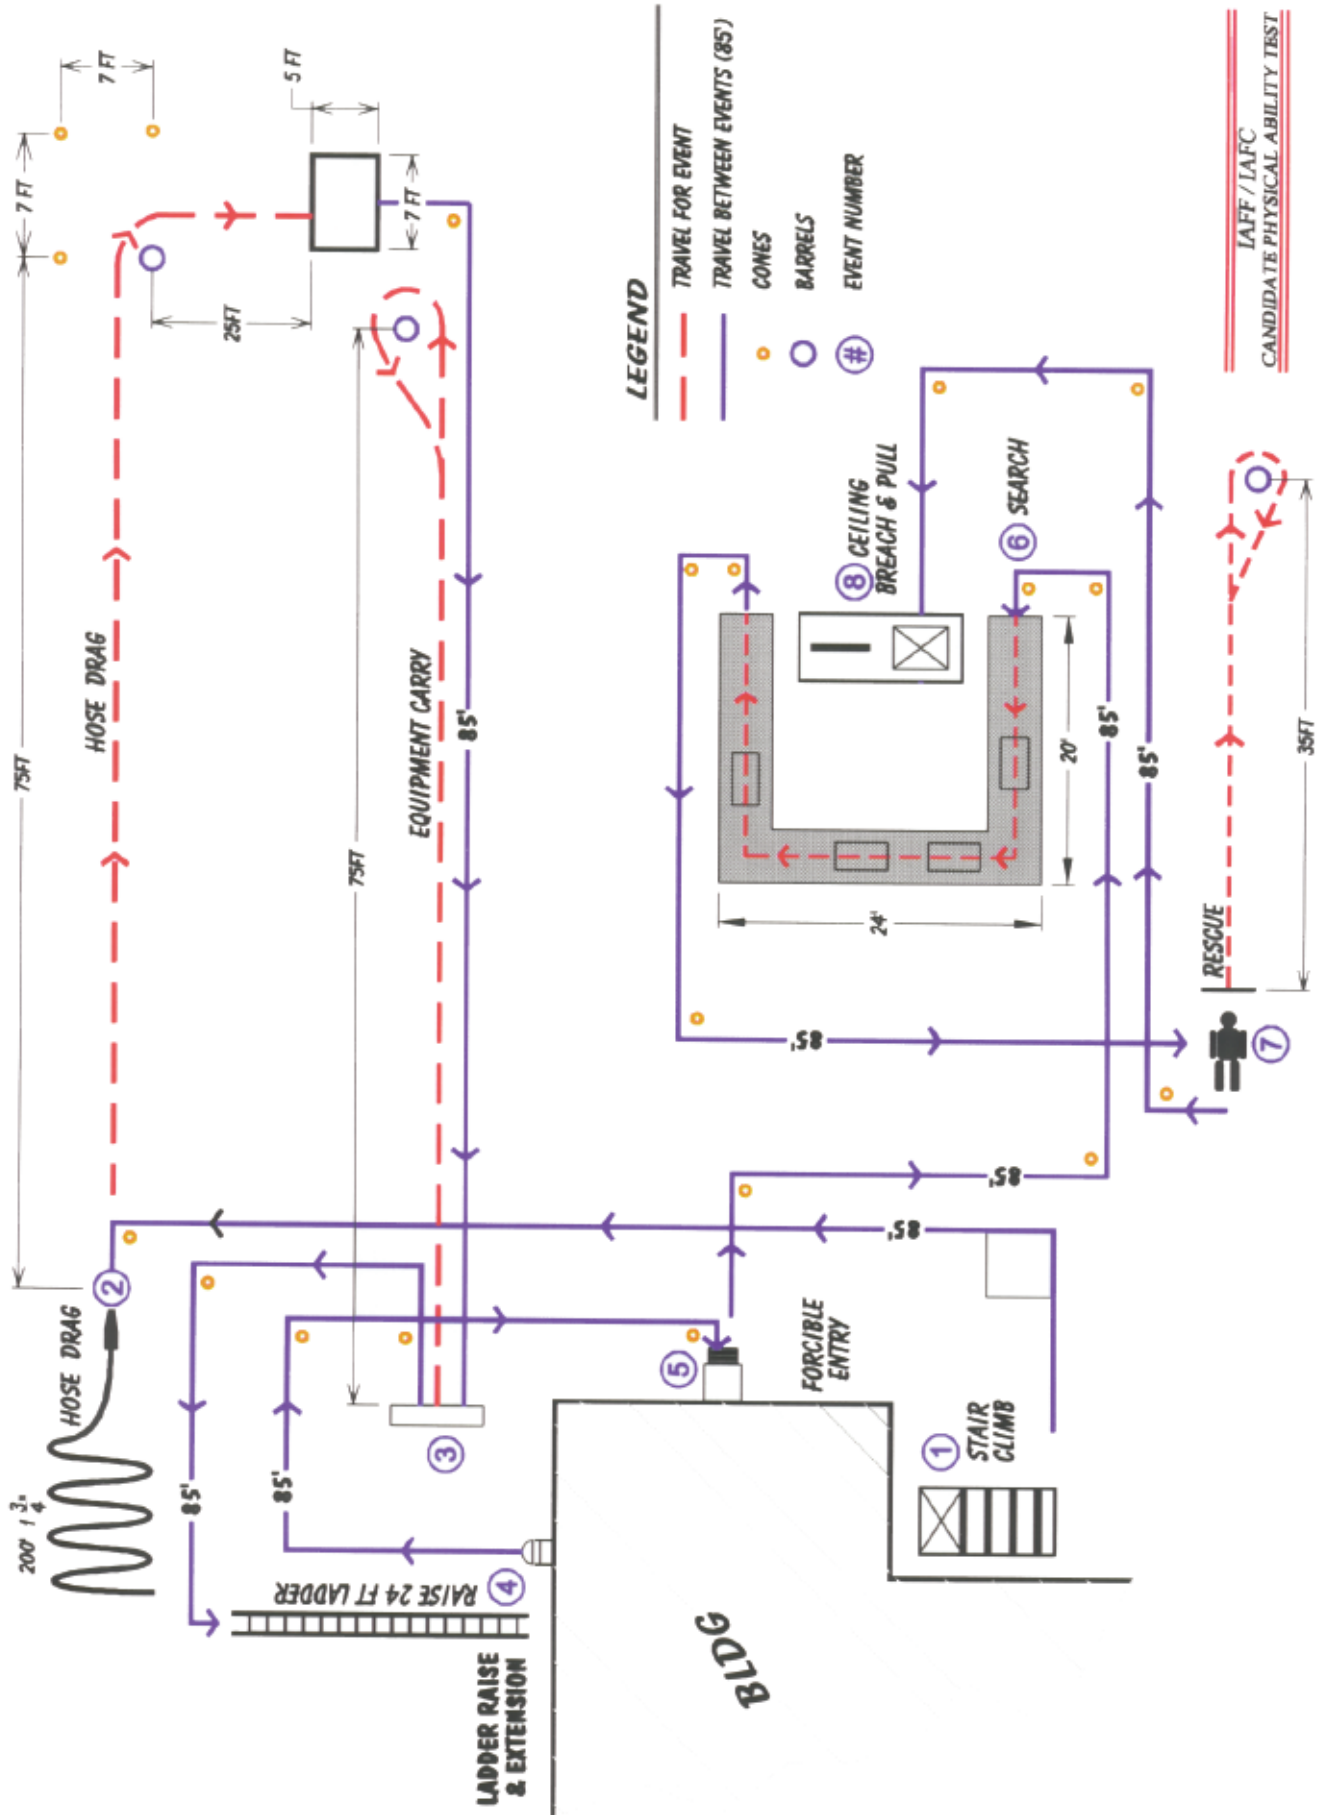 200' 1 3/4"
HOSE DRAG
2
75FT
HOSE DRAG
7 FT
7 FT
25FT
5 FT
7 FT
75FT
EQUIPMENT CARRY
85'
3
85'
85'
RAISE 24 FT LADDER
4
LADDER RAISE
& EXTENSION
BLDG
5
FORCIBLE
ENTRY
1
STAIR
CLIMB
85'
85'
85'
85'
85'
24'
20'
8 CEILING
BREACH & PULL
6 SEARCH
7
RESCUE
35FT
LEGEND
TRAVEL FOR EVENT
TRAVEL BETWEEN EVENTS (85')
CONES
BARRELS
# EVENT NUMBER
IAFF / IAFC
CANDIDATE PHYSICAL ABILITY TEST